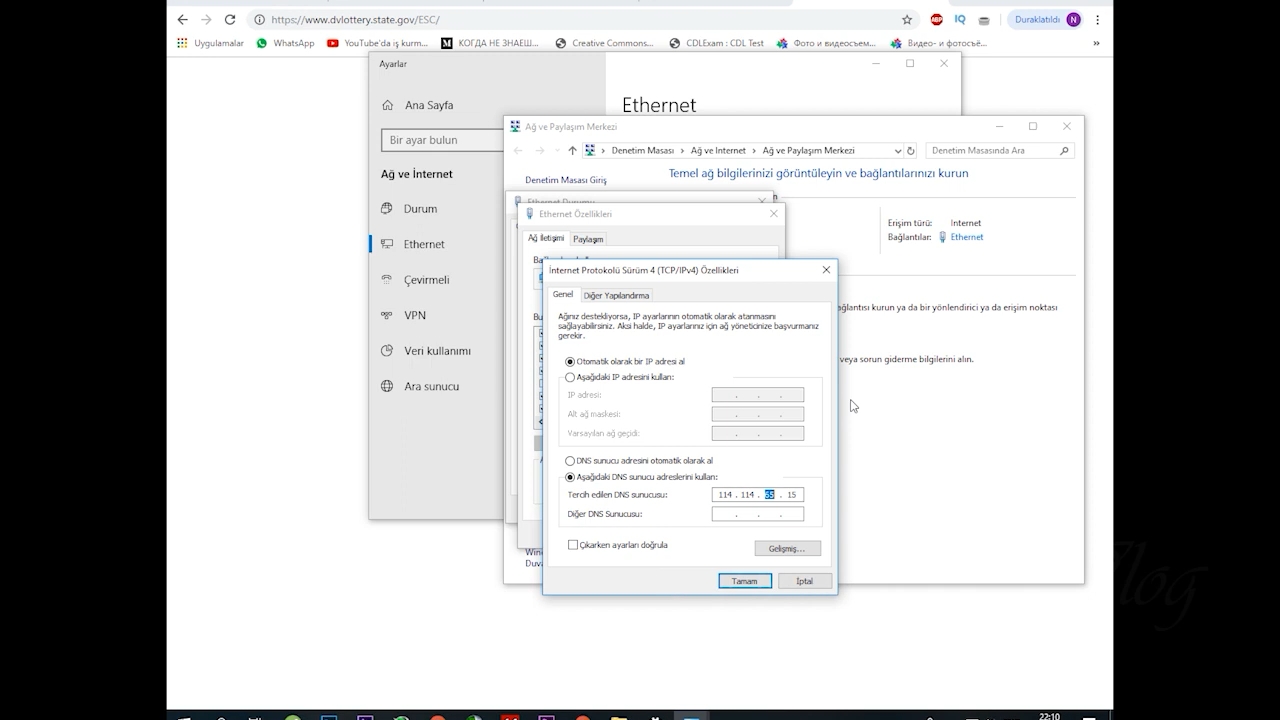 https://www.dvlottery.state.gov/ESC/
ABP
IQ
Duraklatıldı
N
Uygulamalar
WhatsApp
YouTube'da iş kurm...
M
КОГДА НЕ ЗНАЕШ...
Creative Commons...
CDLExam : CDL Test
Фото и видеосъем...
Видео- и фотосъё...
»
Ayarlar
Ana Sayfa
Bir ayar bulun
Ağ ve İnternet
Durum
Ethernet
Çevirmeli
VPN
Veri kullanımı
Ara sunucu
Ethernet
Ağ ve Paylaşım Merkezi
Denetim Masası
Ağ ve Internet
Ağ ve Paylaşım Merkezi
Denetim Masasında Ara
Denetim Masası Giriş
Temel ağ bilgilerinizi görüntüleyin ve bağlantılarınızı kurun
Erişim türü: Internet
Bağlantılar: Ethernet
ağlantısı kurun ya da bir yönlendirici ya da erişim noktası
veya sorun giderme bilgilerini alın.
Ethernet Durumu
Ethernet Özellikleri
Ağ İletişimi
Paylaşım
İnternet Protokolü Sürüm 4 (TCP/IPv4) Özellikleri
Genel
Diğer Yapılandırma
Ağınız destekliyorsa, IP ayarlarının otomatik olarak atanmasını
sağlayabilirsiniz. Aksi halde, IP ayarlarınız için ağ yöneticinize başvurmanız
gerekir.
Otomatik olarak bir IP adresi al
Aşağıdaki IP adresini kullan:
IP adresi:
Alt ağ maskesi:
Varsayılan ağ geçidi:
DNS sunucu adresini otomatik olarak al
Aşağıdaki DNS sunucu adreslerini kullan:
Tercih edilen DNS sunucusu: 114 . 114 . 65 . 15
Diğer DNS Sunucusu:
Çıkarken ayarları doğrula
Gelişmiş...
Tamam
İptal
Wind
Duva
Vlog
22:10